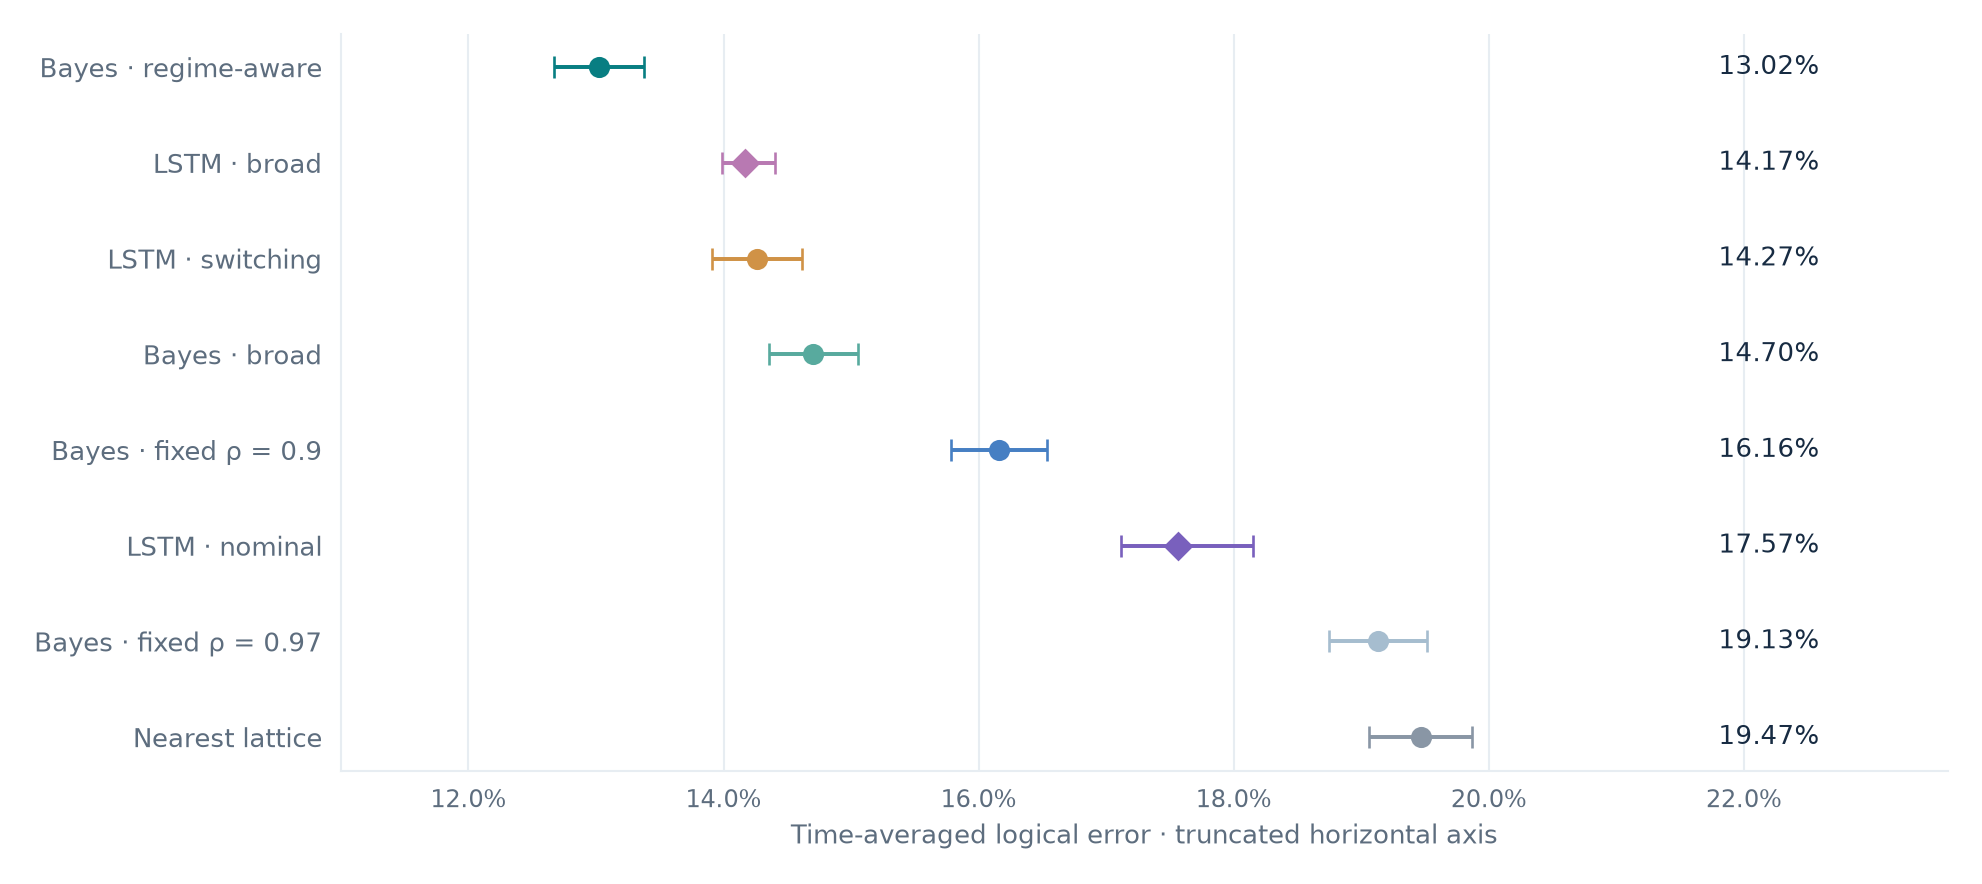 Bayes · regime-aware 13.02%
LSTM · broad 14.17%
LSTM · switching 14.27%
Bayes · broad 14.70%
Bayes · fixed ρ = 0.9 16.16%
LSTM · nominal 17.57%
Bayes · fixed ρ = 0.97 19.13%
Nearest lattice 19.47%
12.0% 14.0% 16.0% 18.0% 20.0% 22.0%
Time-averaged logical error · truncated horizontal axis